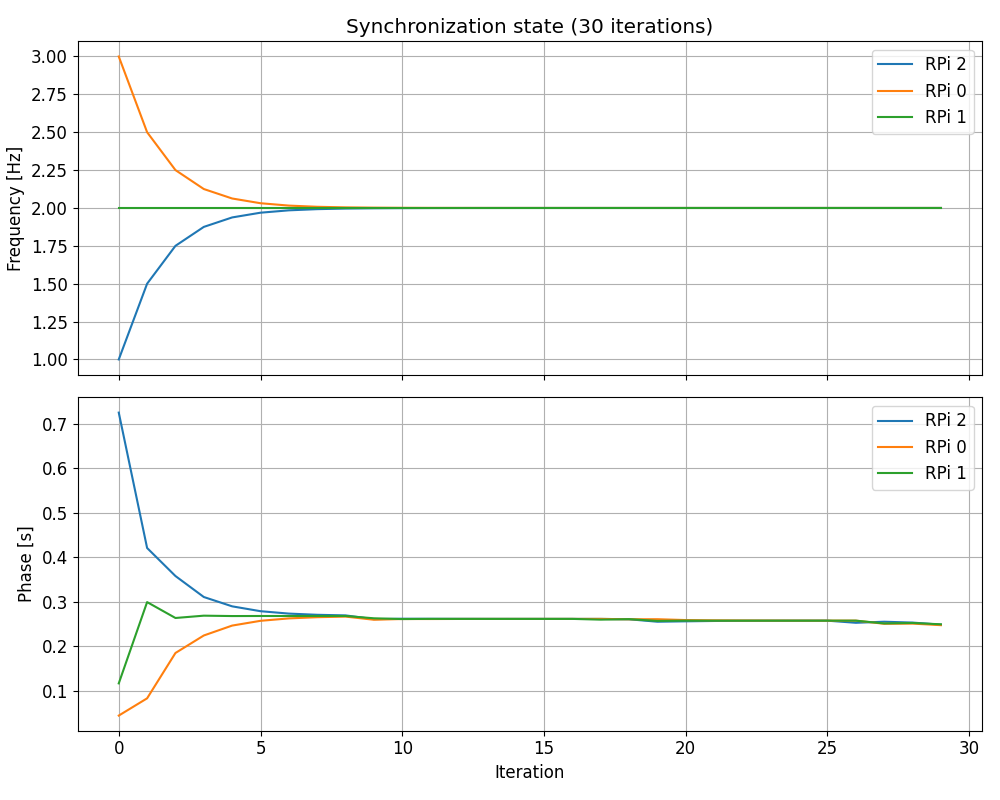 Synchronization state (30 iterations)
Frequency [Hz]
3.00
2.75
2.50
2.25
2.00
1.75
1.50
1.25
1.00
RPi 2
RPi 0
RPi 1
Phase [s]
0.7
0.6
0.5
0.4
0.3
0.2
0.1
RPi 2
RPi 0
RPi 1
0 5 10 15 20 25 30
Iteration